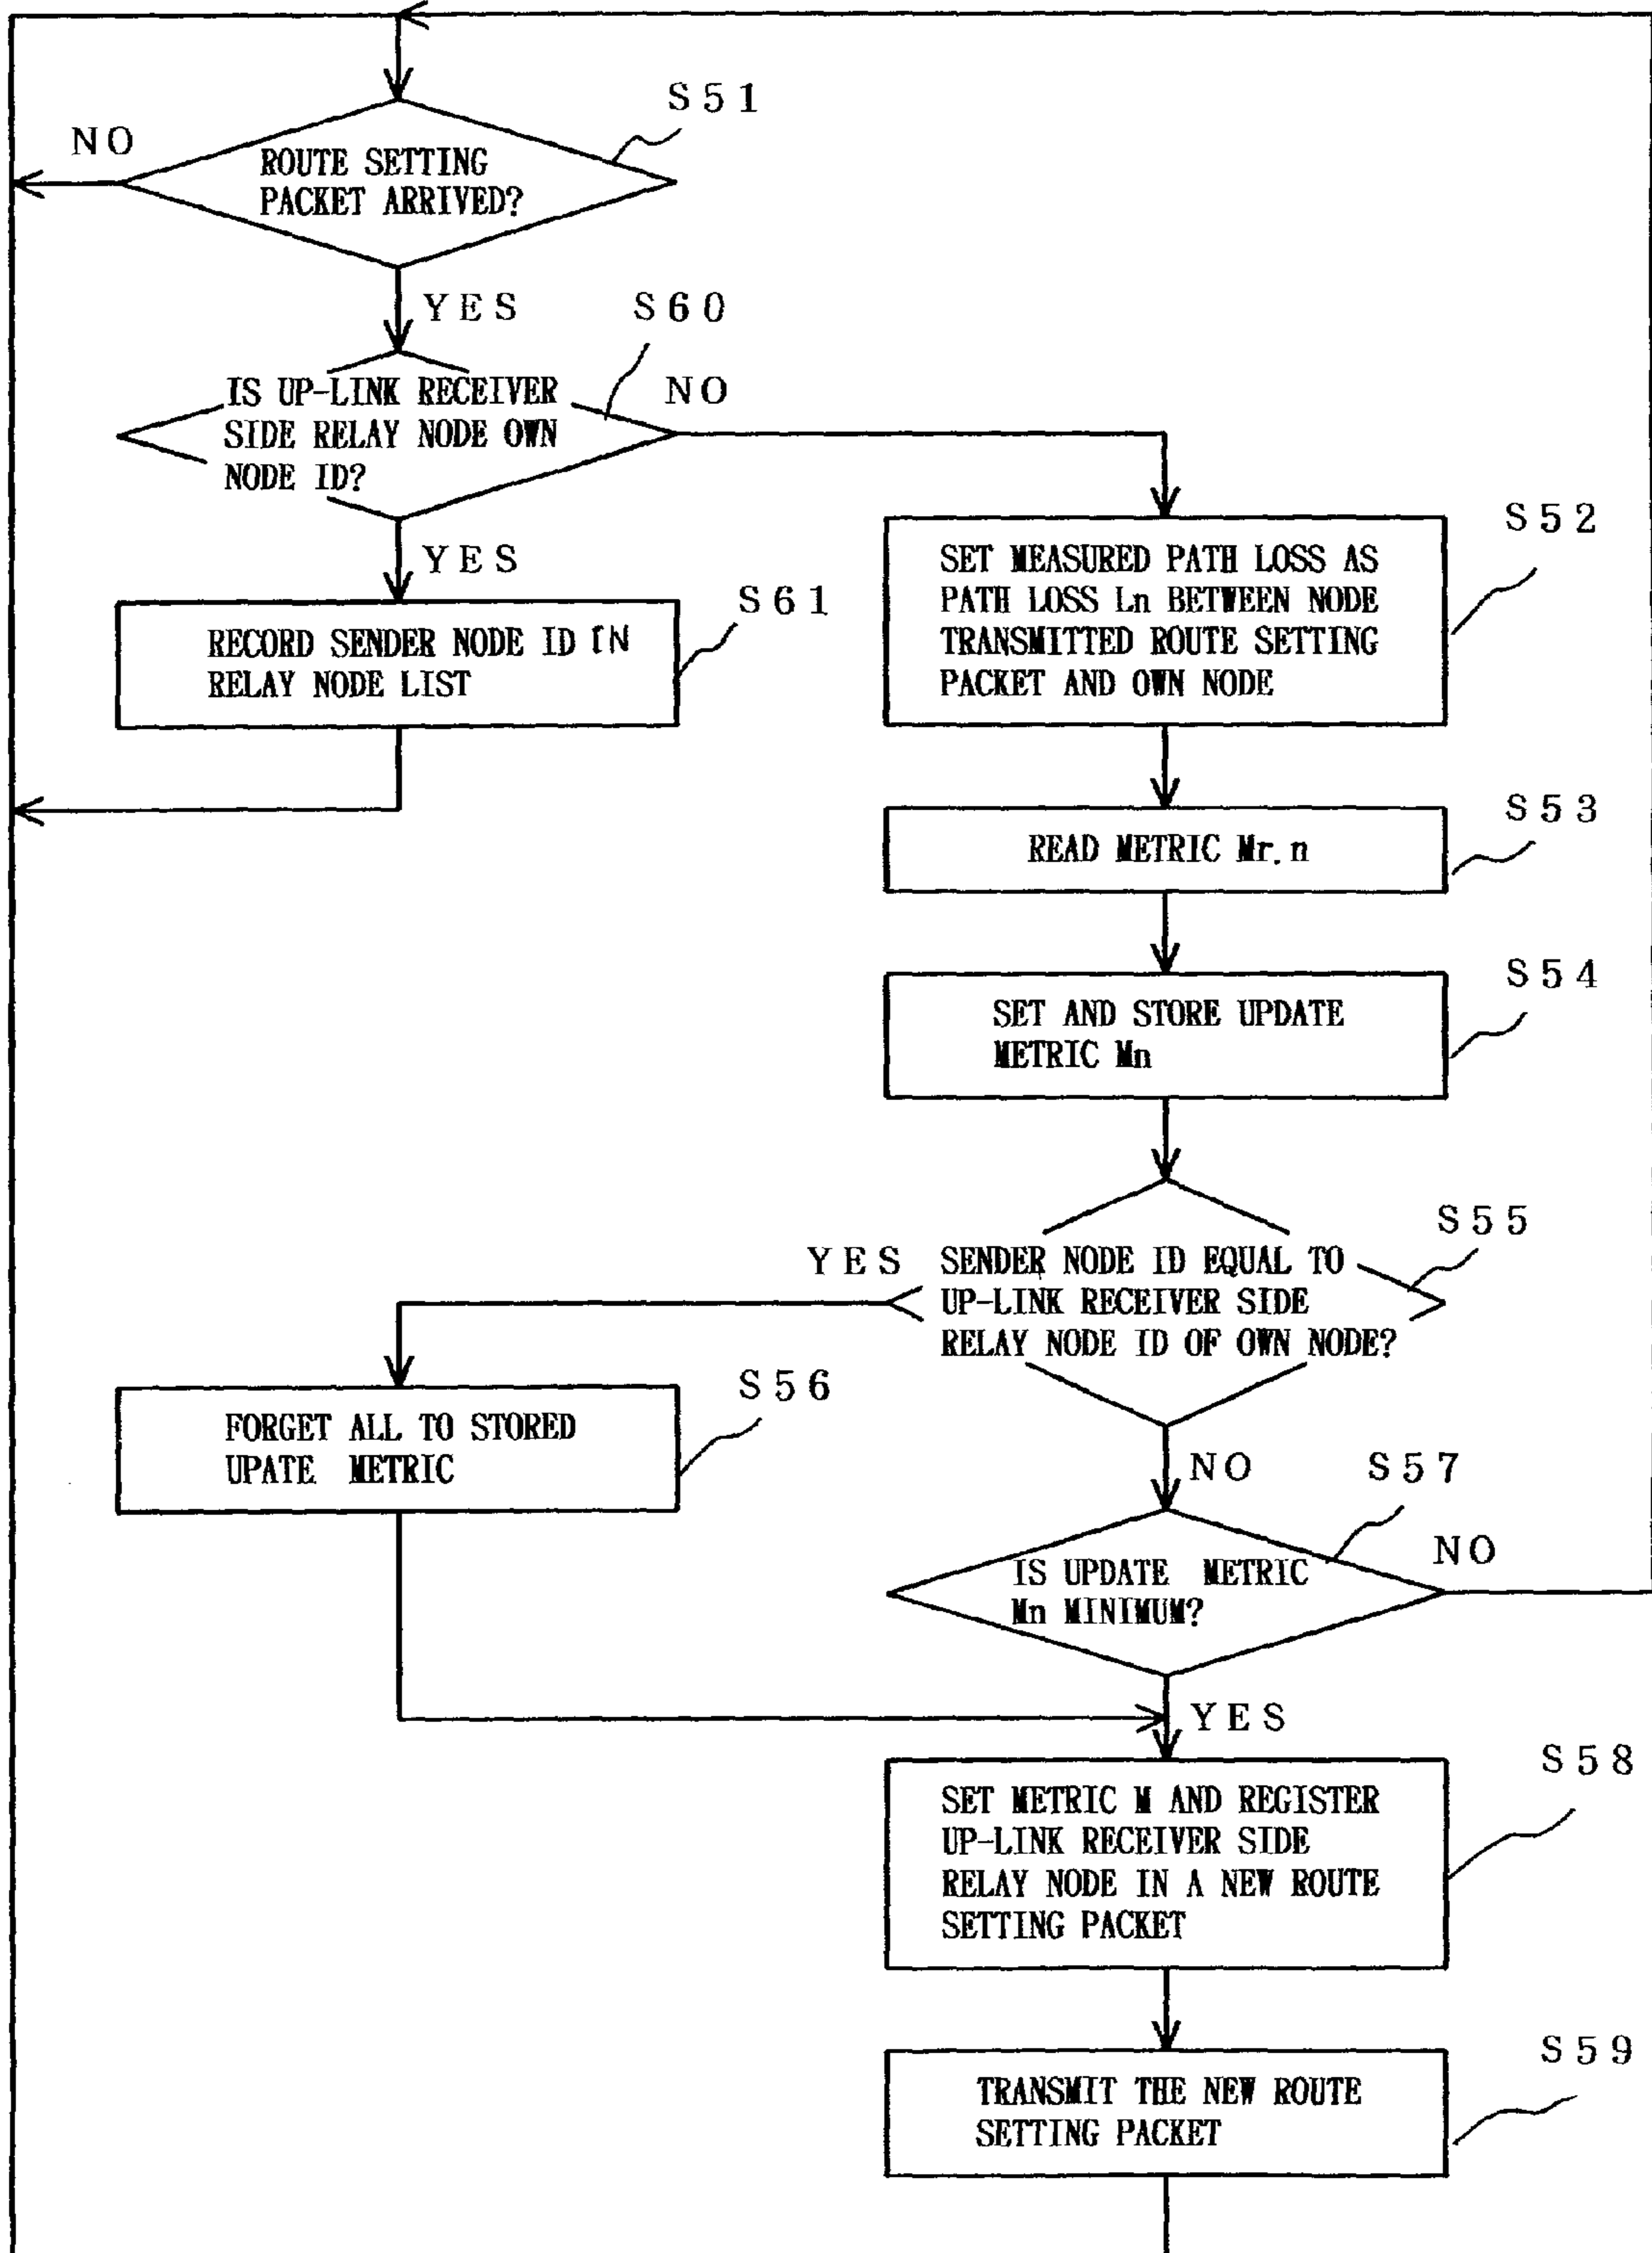 S51
NO
ROUTE SETTING
PACKET ARRIVED?
YES
S60
IS UP-LINK RECEIVER
SIDE RELAY NODE OWN
NODE ID?
NO
YES
S61
RECORD SENDER NODE ID IN
RELAY NODE LIST
S52
SET MEASURED PATH LOSS AS
PATH LOSS Ln BETWEEN NODE
TRANSMITTED ROUTE SETTING
PACKET AND OWN NODE
S53
READ METRIC Mr.n
S54
SET AND STORE UPDATE
METRIC Mn
S55
YES
SENDER NODE ID EQUAL TO
UP-LINK RECEIVER SIDE
RELAY NODE ID OF OWN NODE?
S56
FORGET ALL TO STORED
UPATE METRIC
NO
S57
IS UPDATE METRIC
Mn MINIMUM?
NO
YES
S58
SET METRIC M AND REGISTER
UP-LINK RECEIVER SIDE
RELAY NODE IN A NEW ROUTE
SETTING PACKET
S59
TRANSMIT THE NEW ROUTE
SETTING PACKET